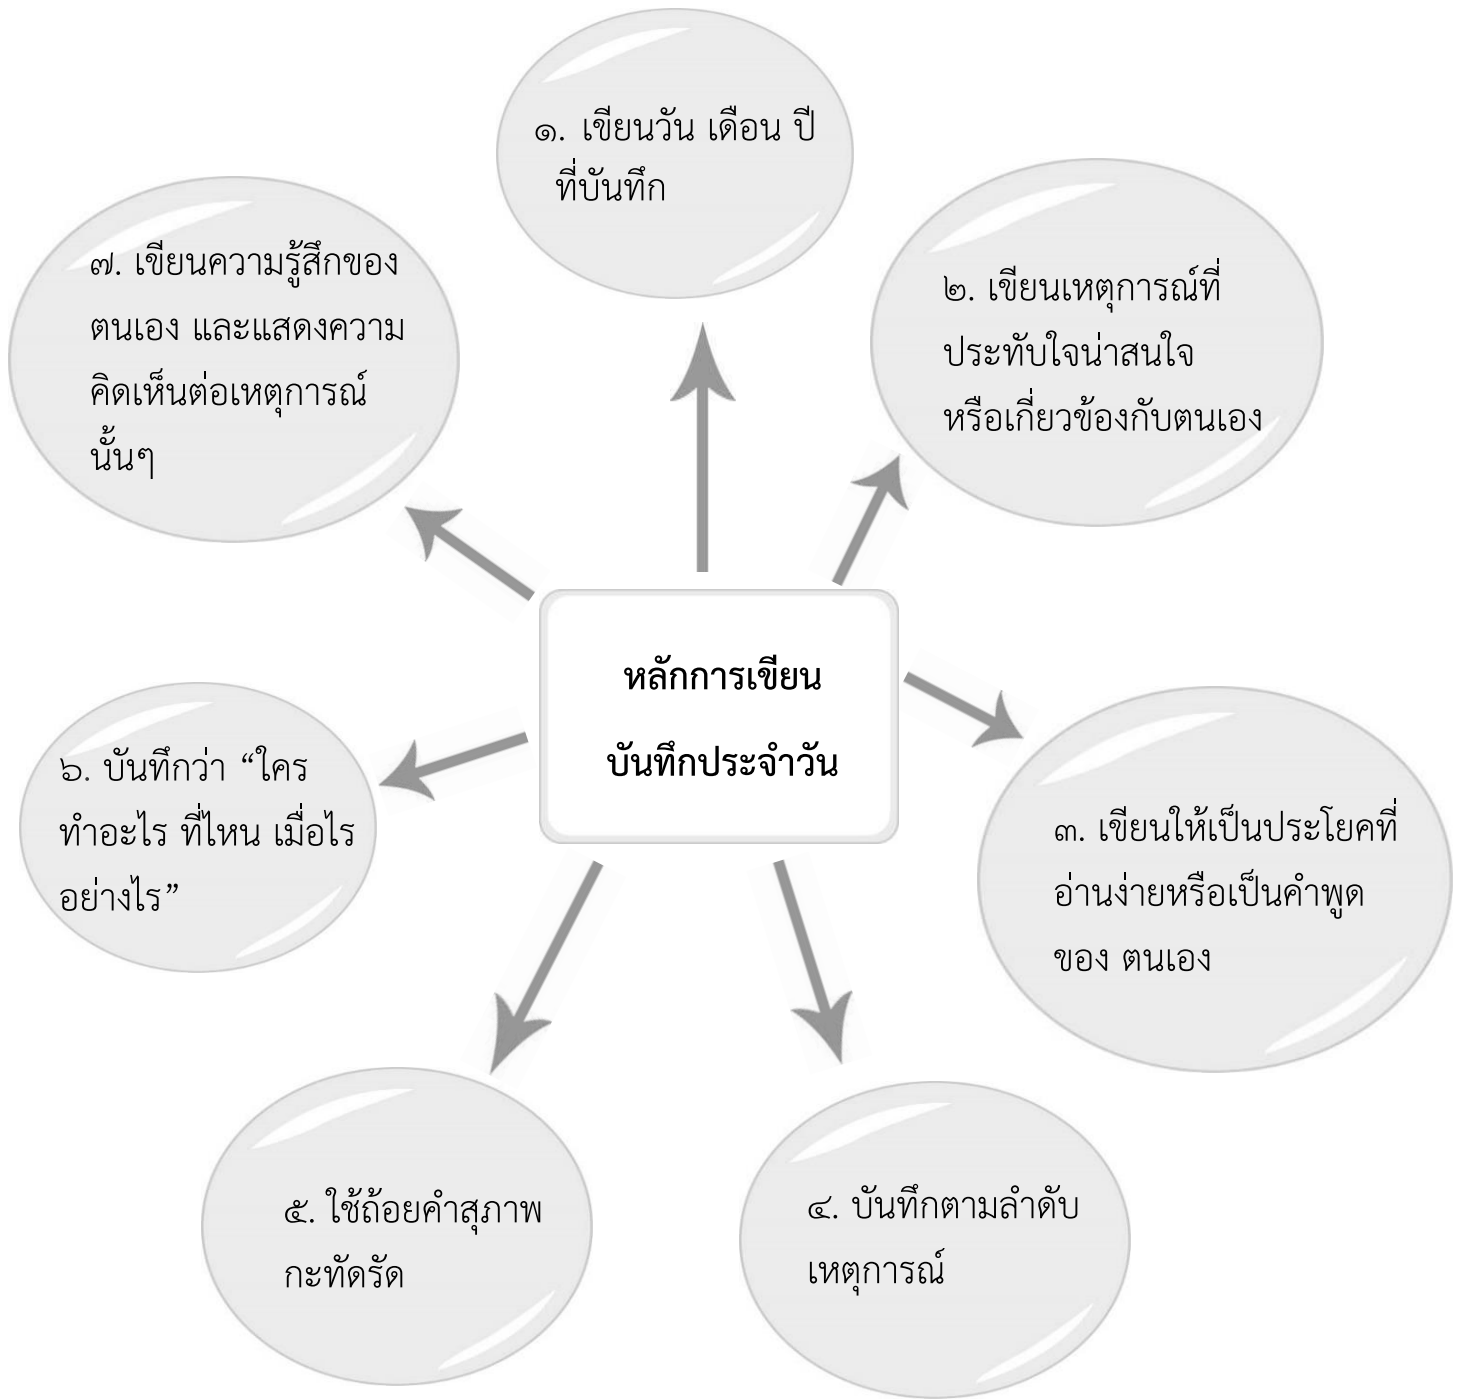 หลักการเขียน
บันทึกประจำวัน
๑. เขียนวัน เดือน ปี
ที่บันทึก
๒. เขียนเหตุการณ์ที่
ประทับใจน่าสนใจ
หรือเกี่ยวข้องกับตนเอง
๓. เขียนให้เป็นประโยคที่
อ่านง่ายหรือเป็นคำพูด
ของ ตนเอง
๔. บันทึกตามลำดับ
เหตุการณ์
๕. ใช้ถ้อยคำสุภาพ
กะทัดรัด
๖. บันทึกว่า “ใคร
ทำอะไร ที่ไหน เมื่อไร
อย่างไร”
๗. เขียนความรู้สึกของ
ตนเอง และแสดงความ
คิดเห็นต่อเหตุการณ์
นั้นๆ